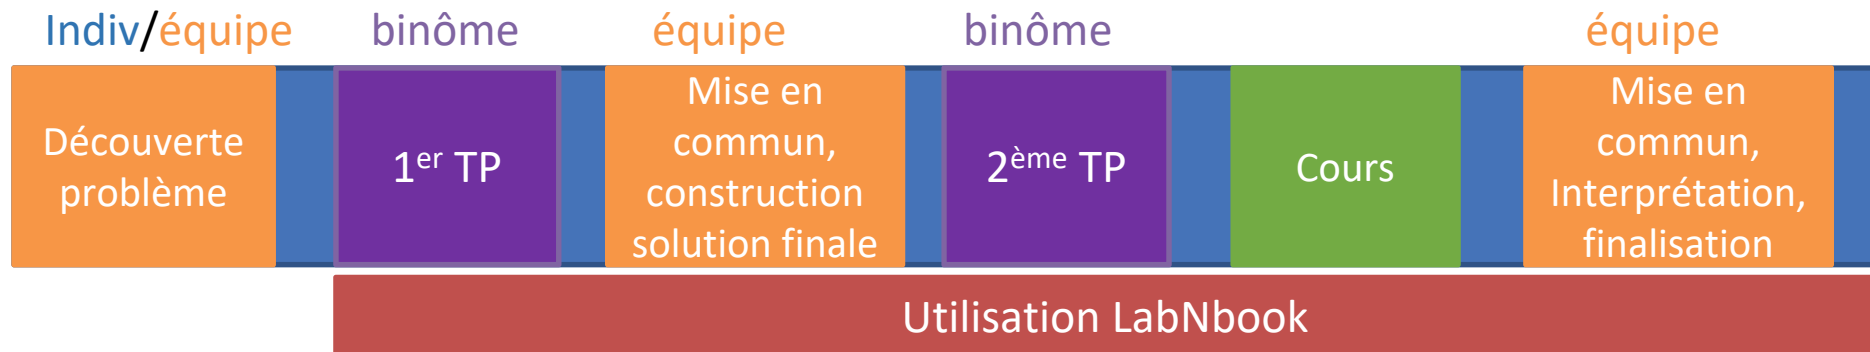 Indiv/équipe
binôme
équipe
binôme
équipe
Découverte
problème
1er TP
Mise en
commun,
construction
solution finale
2ème TP
Cours
Mise en
commun,
Interprétation,
finalisation
Utilisation LabNbook